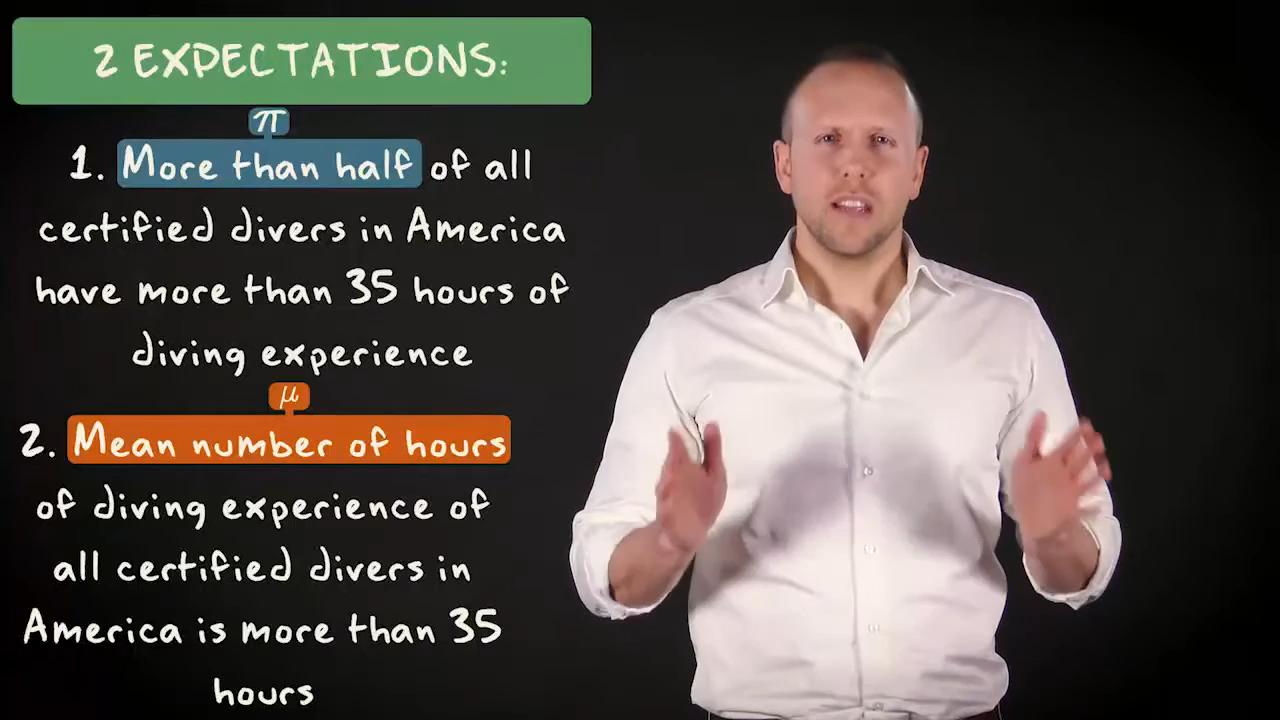 2 EXPECTATIONS:
π
1. More than half of all
certified divers in America
have more than 35 hours of
diving experience
μ
2. Mean number of hours
of diving experience of
all certified divers in
America is more than 35
hours